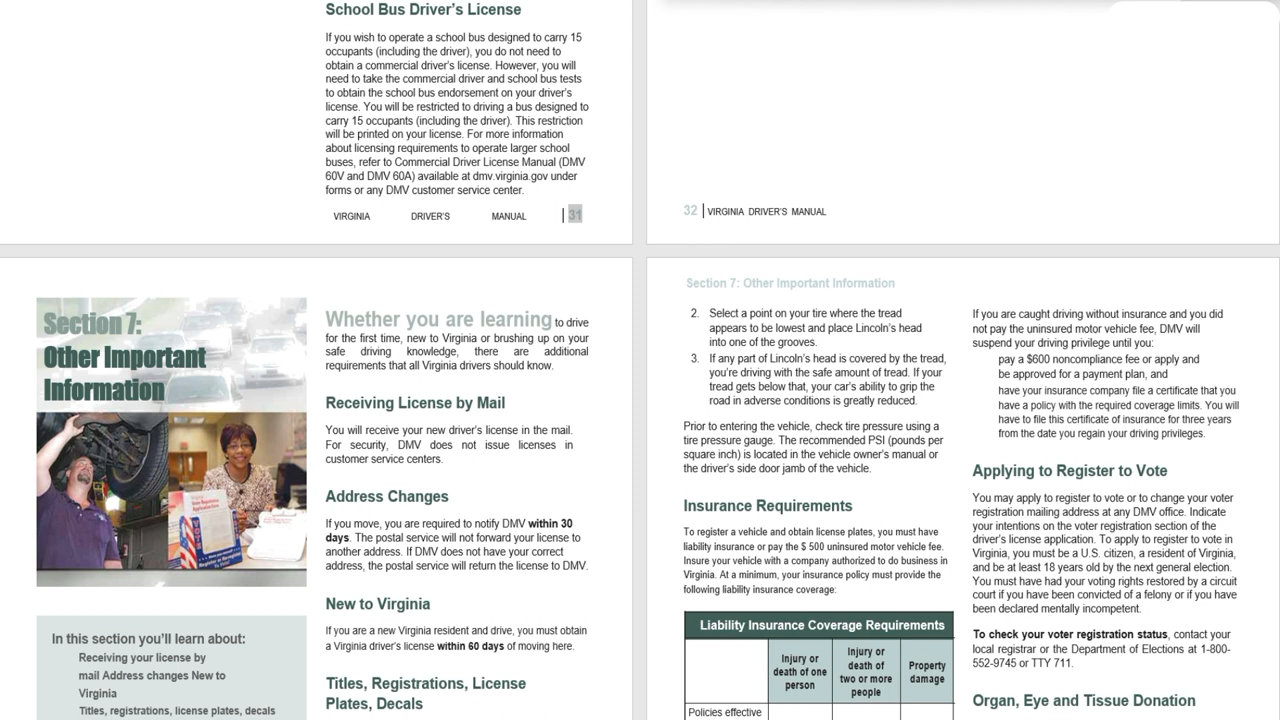 School Bus Driver's License
If you wish to operate a school bus designed to carry 15
occupants (including the driver), you do not need to
obtain a commercial driver's license. However, you will
need to take the commercial driver and school bus tests
to obtain the school bus endorsement on your driver's
license. You will be restricted to driving a bus designed to
carry 15 occupants (including the driver). This restriction
will be printed on your license. For more information
about licensing requirements to operate larger school
buses, refer to Commercial Driver License Manual (DMV
60V and DMV 60A) available at dmv.virginia.gov under
forms or any DMV customer service center.
VIRGINIA DRIVER'S MANUAL | 31
32 | VIRGINIA DRIVER'S MANUAL
Section 7:
Other Important
Information
In this section you'll learn about:
Receiving your license by
mail Address changes New to
Virginia
Titles, registrations, license plates, decals
Whether you are learning to drive
for the first time, new to Virginia or brushing up on your
safe driving knowledge, there are additional
requirements that all Virginia drivers should know.
Receiving License by Mail
You will receive your new driver's license in the mail.
For security, DMV does not issue licenses in
customer service centers.
Address Changes
If you move, you are required to notify DMV within 30
days. The postal service will not forward your license to
another address. If DMV does not have your correct
address, the postal service will return the license to DMV.
New to Virginia
If you are a new Virginia resident and drive, you must obtain
a Virginia driver's license within 60 days of moving here.
Titles, Registrations, License
Plates, Decals
Section 7: Other Important Information
2. Select a point on your tire where the tread
appears to be lowest and place Lincoln's head
into one of the grooves.
3. If any part of Lincoln's head is covered by the tread,
you're driving with the safe amount of tread. If your
tread gets below that, your car's ability to grip the
road in adverse conditions is greatly reduced.
Prior to entering the vehicle, check tire pressure using a
tire pressure gauge. The recommended PSI (pounds per
square inch) is located in the vehicle owner's manual or
the driver's side door jamb of the vehicle.
Insurance Requirements
To register a vehicle and obtain license plates, you must have
liability insurance or pay the $ 500 uninsured motor vehicle fee.
Insure your vehicle with a company authorized to do business in
Virginia. At a minimum, your insurance policy must provide the
following liability insurance coverage:
Liability Insurance Coverage Requirements
Injury or
death of one
person
Injury or
death of
two or more
people
Property
damage
Policies effective
If you are caught driving without insurance and you did
not pay the uninsured motor vehicle fee, DMV will
suspend your driving privilege until you:
pay a $600 noncompliance fee or apply and
be approved for a payment plan, and
have your insurance company file a certificate that you
have a policy with the required coverage limits. You will
have to file this certificate of insurance for three years
from the date you regain your driving privileges.
Applying to Register to Vote
You may apply to register to vote or to change your voter
registration mailing address at any DMV office. Indicate
your intentions on the voter registration section of the
driver's license application. To apply to register to vote in
Virginia, you must be a U.S. citizen, a resident of Virginia,
and be at least 18 years old by the next general election.
You must have had your voting rights restored by a circuit
court if you have been convicted of a felony or if you have
been declared mentally incompetent.
To check your voter registration status, contact your
local registrar or the Department of Elections at 1-800-
552-9745 or TTY 711.
Organ, Eye and Tissue Donation